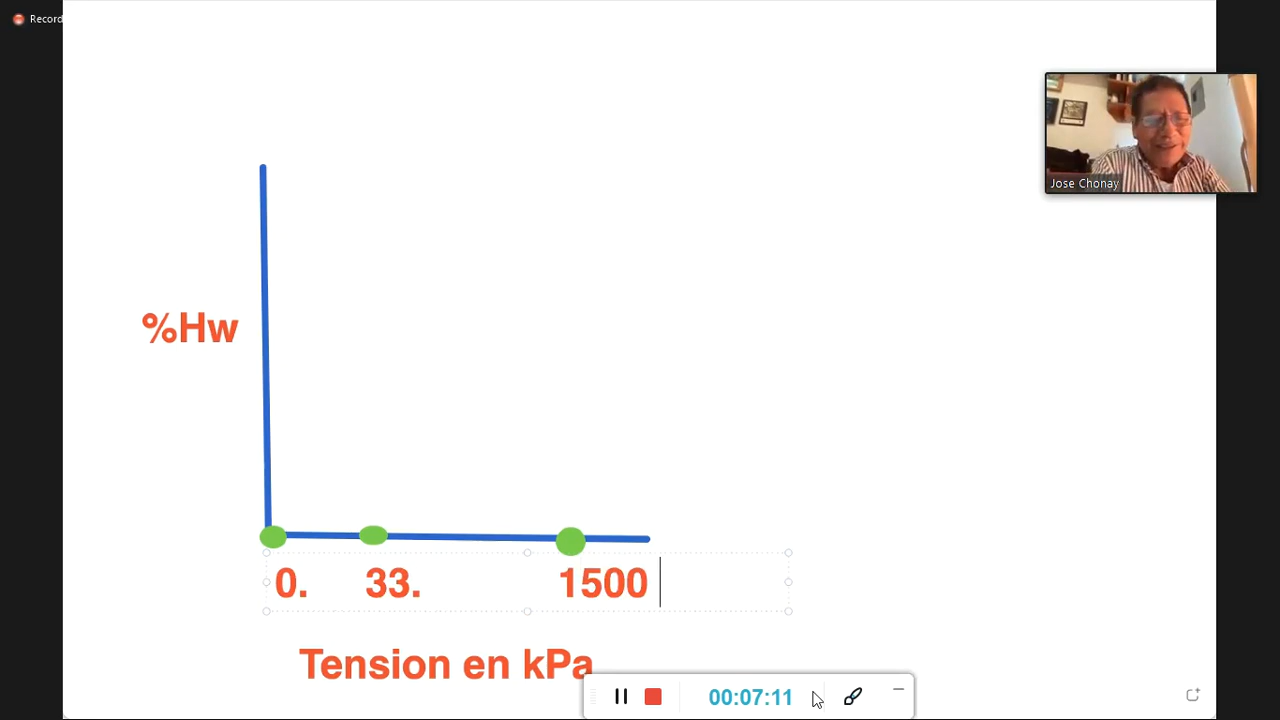 Record
Jose Chonay
%Hw
0. 33. 1500
Tension en kPa
00:07:11